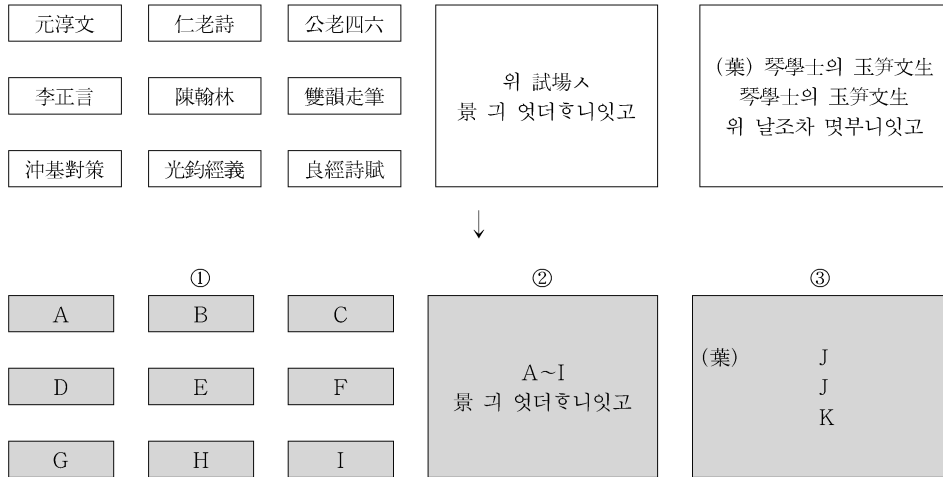 元淳文 仁老詩 公老四六
李正言 陳翰林 雙韻走筆
沖基對策 光鈞經義 良經詩賦
위 試場ㅅ
景 긔 엇더ᄒᆞ니잇고
(葉) 琴學士의 玉笋文生
琴學士의 玉笋文生
위 날조차 몃부니잇고
↓
① ② ③
A B C
D E F
G H I
A～I
景 긔 엇더ᄒᆞ니잇고
(葉) J
J
K